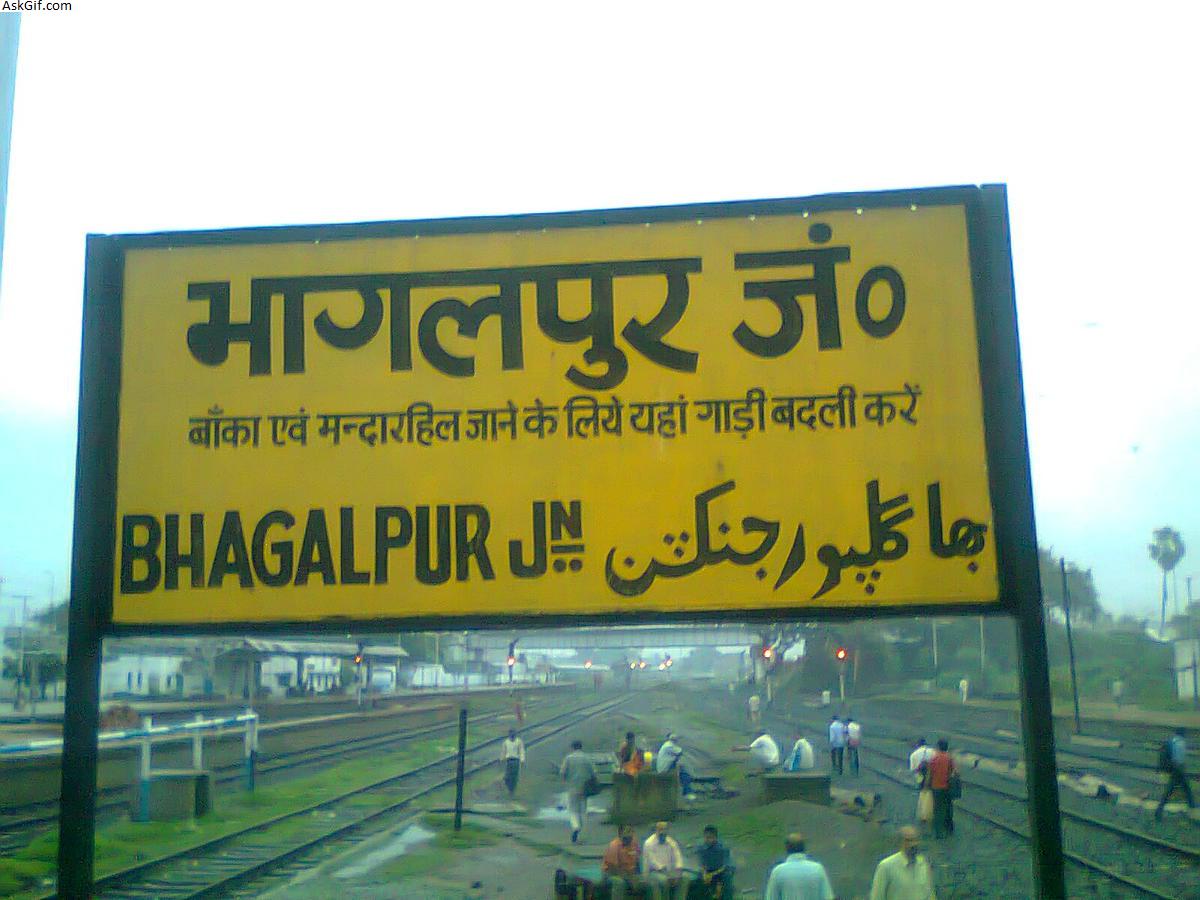 AskGif.com
भागलपुर जं०
बाँका एवं मन्दारहिल जाने के लिये यहां गाड़ी बदली करें
BHAGALPUR JN
بھاگلپور جنکشن